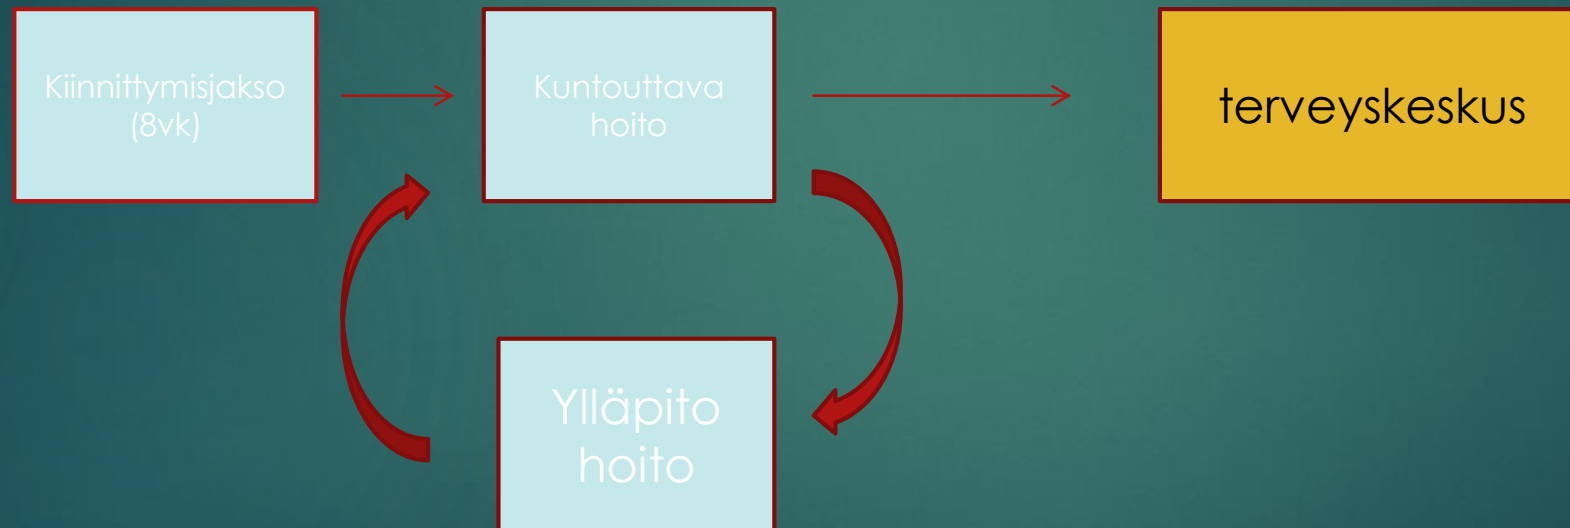 Kiinnittymisjakso
(8vk)
Kuntouttava
hoito
terveyskeskus
Ylläpito
hoito